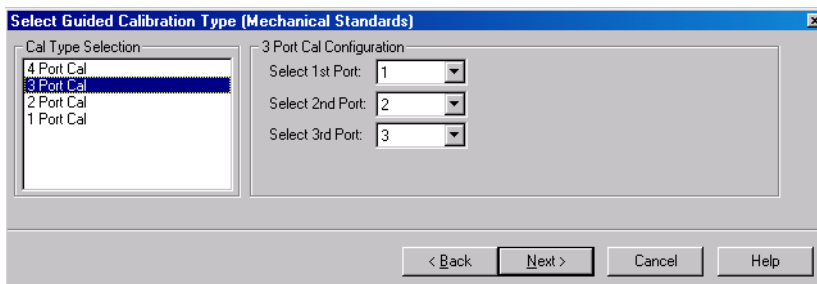 Select Guided Calibration Type (Mechanical Standards)
Cal Type Selection
4 Port Cal
3 Port Cal
2 Port Cal
1 Port Cal
3 Port Cal Configuration
Select 1st Port: 1
Select 2nd Port: 2
Select 3rd Port: 3
< Back Next > Cancel Help